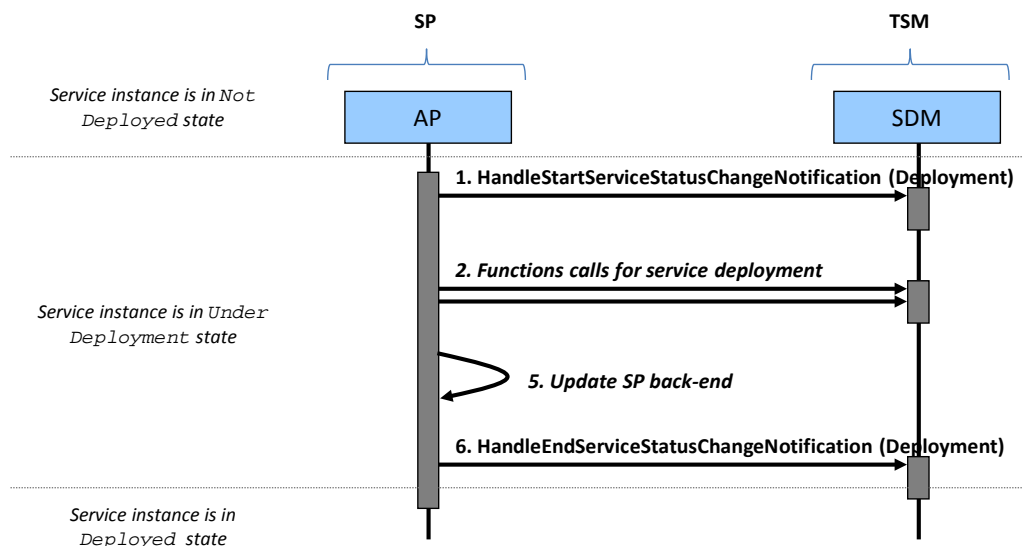 SP
TSM
Service instance is in Not
Deployed state
AP
SDM
1. HandleStartServiceStatusChangeNotification (Deployment)
2. Functions calls for service deployment
Service instance is in Under
Deployment state
5. Update SP back-end
6. HandleEndServiceStatusChangeNotification (Deployment)
Service instance is in
Deployed state